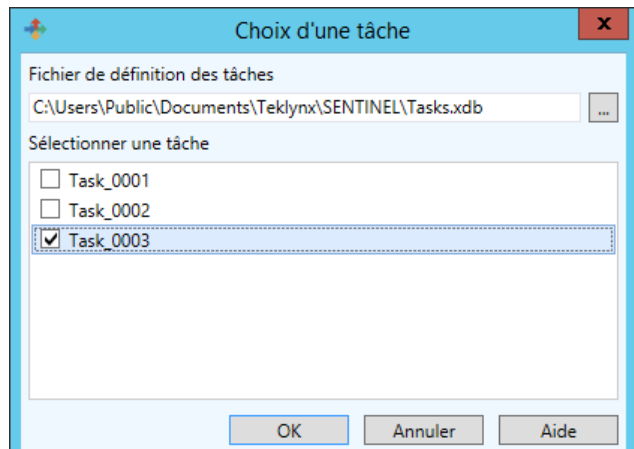 Choix d'une tâche
x
Fichier de définition des tâches
C:\Users\Public\Documents\Teklynx\SENTINEL\Tasks.xdb
...
Sélectionner une tâche
Task_0001
Task_0002
Task_0003
OK Annuler Aide